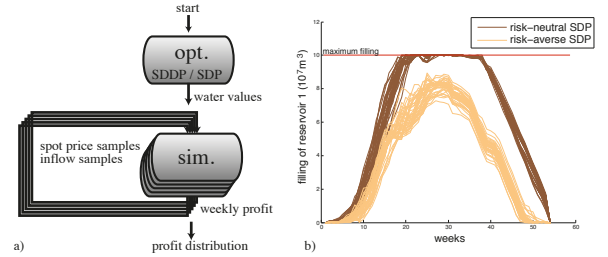 start
opt.
SDDP / SDP
water values
spot price samples
inflow samples
sim.
weekly profit
a)
profit distribution
risk−neutral SDP
risk−averse SDP
maximum filling
filling of reservoir 1 (10⁷m³)
12
10
8
6
4
2
0
0 10 20 30 40 50 60
weeks
b)